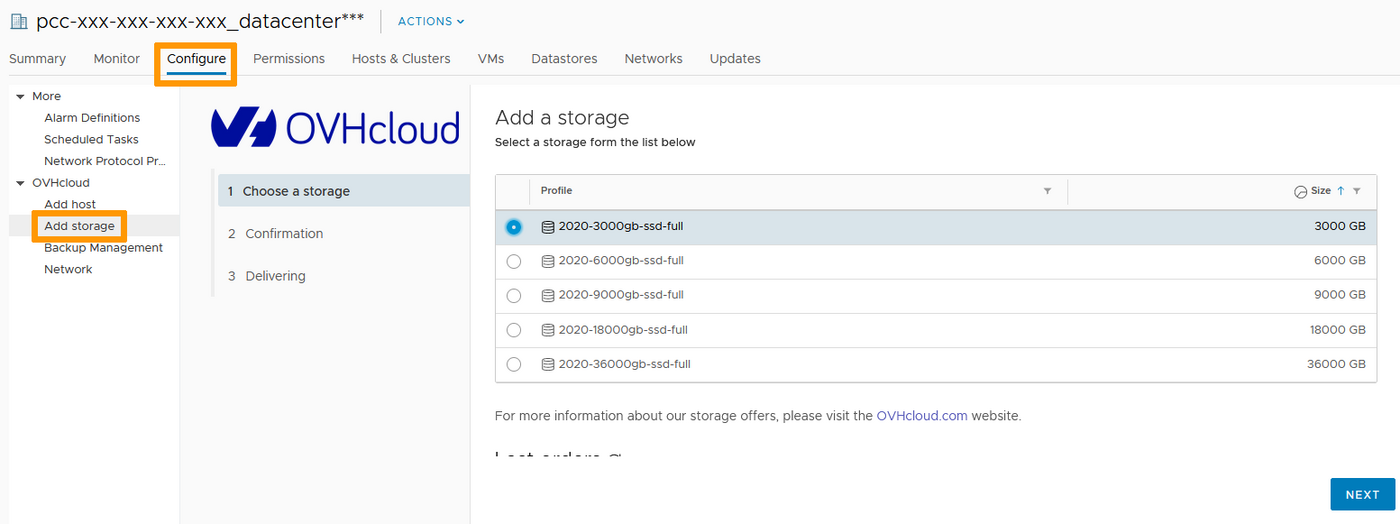 pcc-xxx-xxx-xxx-xxx_datacenter*** ACTIONS
Summary Monitor Configure Permissions Hosts & Clusters VMs Datastores Networks Updates
More
Alarm Definitions
Scheduled Tasks
Network Protocol Pr...
OVHcloud
Add host
Add storage
Backup Management
Network
OVHcloud
1 Choose a storage
2 Confirmation
3 Delivering
Add a storage
Select a storage form the list below
Profile Size
2020-3000gb-ssd-full 3000 GB
2020-6000gb-ssd-full 6000 GB
2020-9000gb-ssd-full 9000 GB
2020-18000gb-ssd-full 18000 GB
2020-36000gb-ssd-full 36000 GB
For more information about our storage offers, please visit the OVHcloud.com website.
Last orders
NEXT